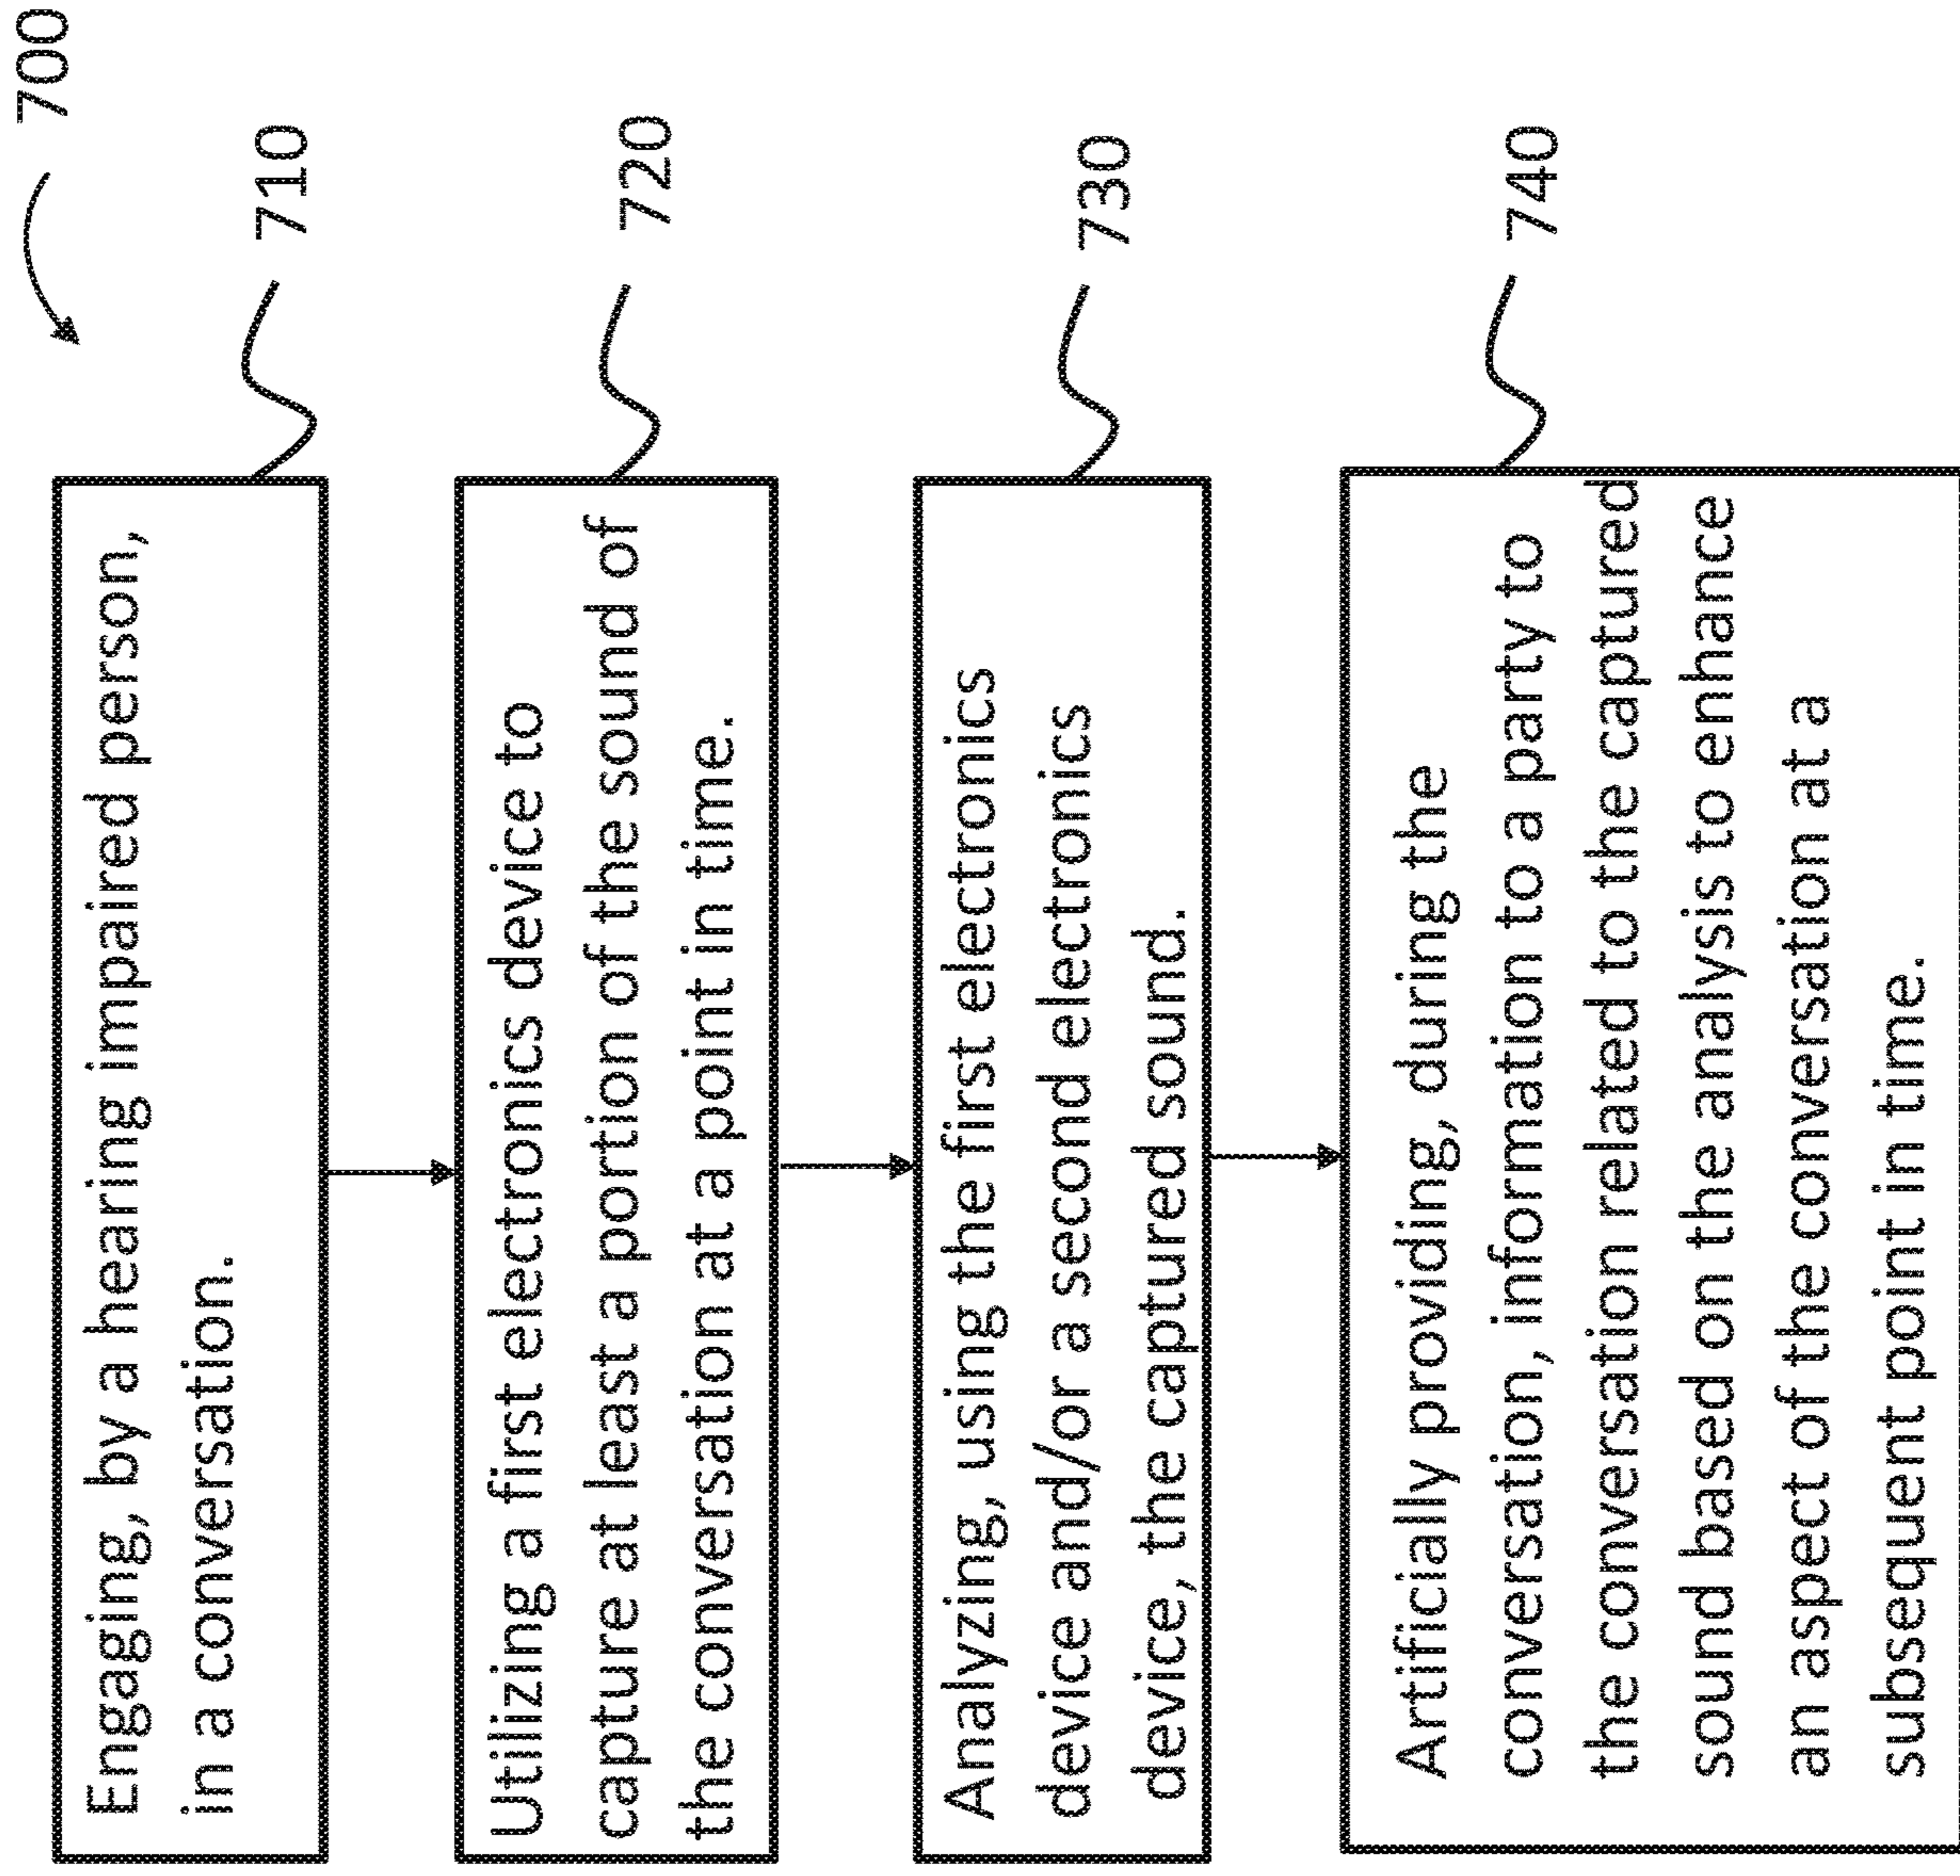 700
Engaging, by a hearing impaired person,
in a conversation.
710
Utilizing a first electronics device to
capture at least a portion of the sound of
the conversation at a point in time.
720
Analyzing, using the first electronics
device and/or a second electronics
device, the captured sound.
730
Artificially providing, during the
conversation, information to a party to
the conversation related to the captured
sound based on the analysis to enhance
an aspect of the conversation at a
subsequent point in time.
740